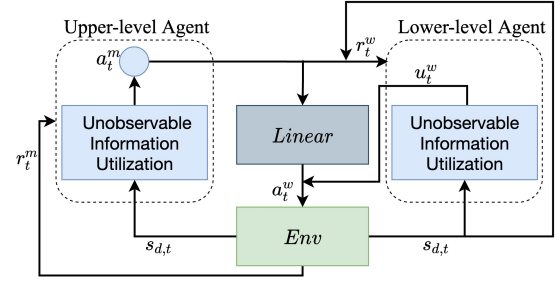 Upper-level Agent
Lower-level Agent
a_t^m
r_t^w
u_t^w
Unobservable
Information
Utilization
Linear
Unobservable
Information
Utilization
r_t^m
a_t^w
Env
s_{d,t}
s_{d,t}